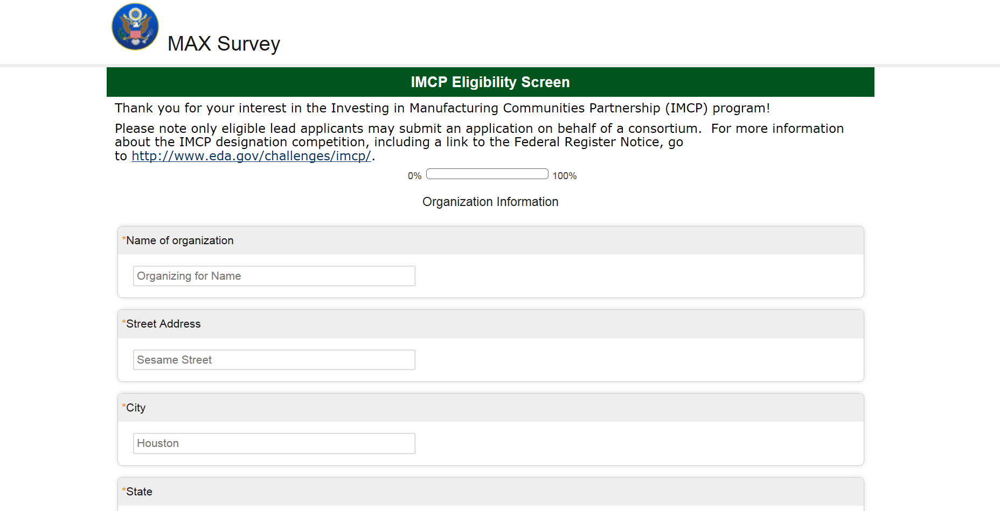 MAX Survey
IMCP Eligibility Screen
Thank you for your interest in the Investing in Manufacturing Communities Partnership (IMCP) program!
Please note only eligible lead applicants may submit an application on behalf of a consortium.  For more information
about the IMCP designation competition, including a link to the Federal Register Notice, go
to http://www.eda.gov/challenges/imcp/.
0% 100%
Organization Information
*Name of organization
Organizing for Name
*Street Address
Sesame Street
*City
Houston
*State